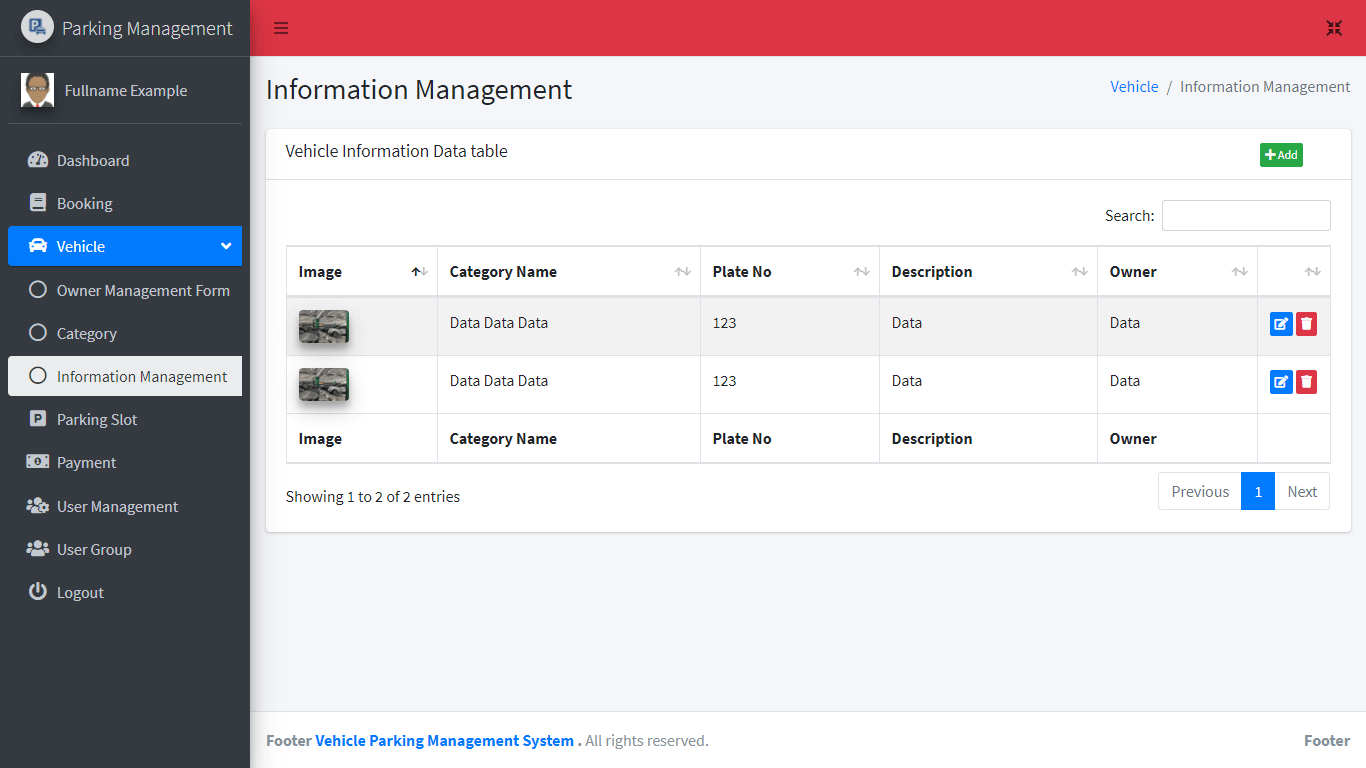 Parking Management
Fullname Example
Dashboard
Booking
Vehicle
Owner Management Form
Category
Information Management
Parking Slot
Payment
User Management
User Group
Logout
Information Management
Vehicle / Information Management
Vehicle Information Data table
Add
Search:
Image Category Name Plate No Description Owner
Data Data Data 123 Data Data
Data Data Data 123 Data Data
Image Category Name Plate No Description Owner
Showing 1 to 2 of 2 entries
Previous 1 Next
Footer Vehicle Parking Management System . All rights reserved.
Footer